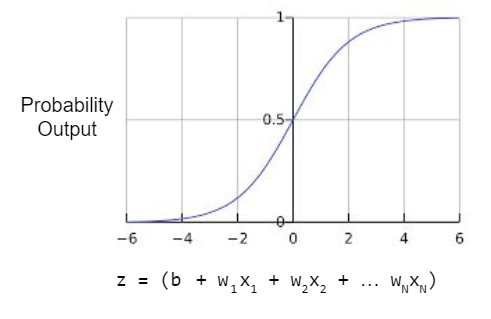 1
Probability
Output
0.5
0
−6 −4 −2 0 2 4 6
z = (b + w₁x₁ + w₂x₂ + ... wₙxₙ)